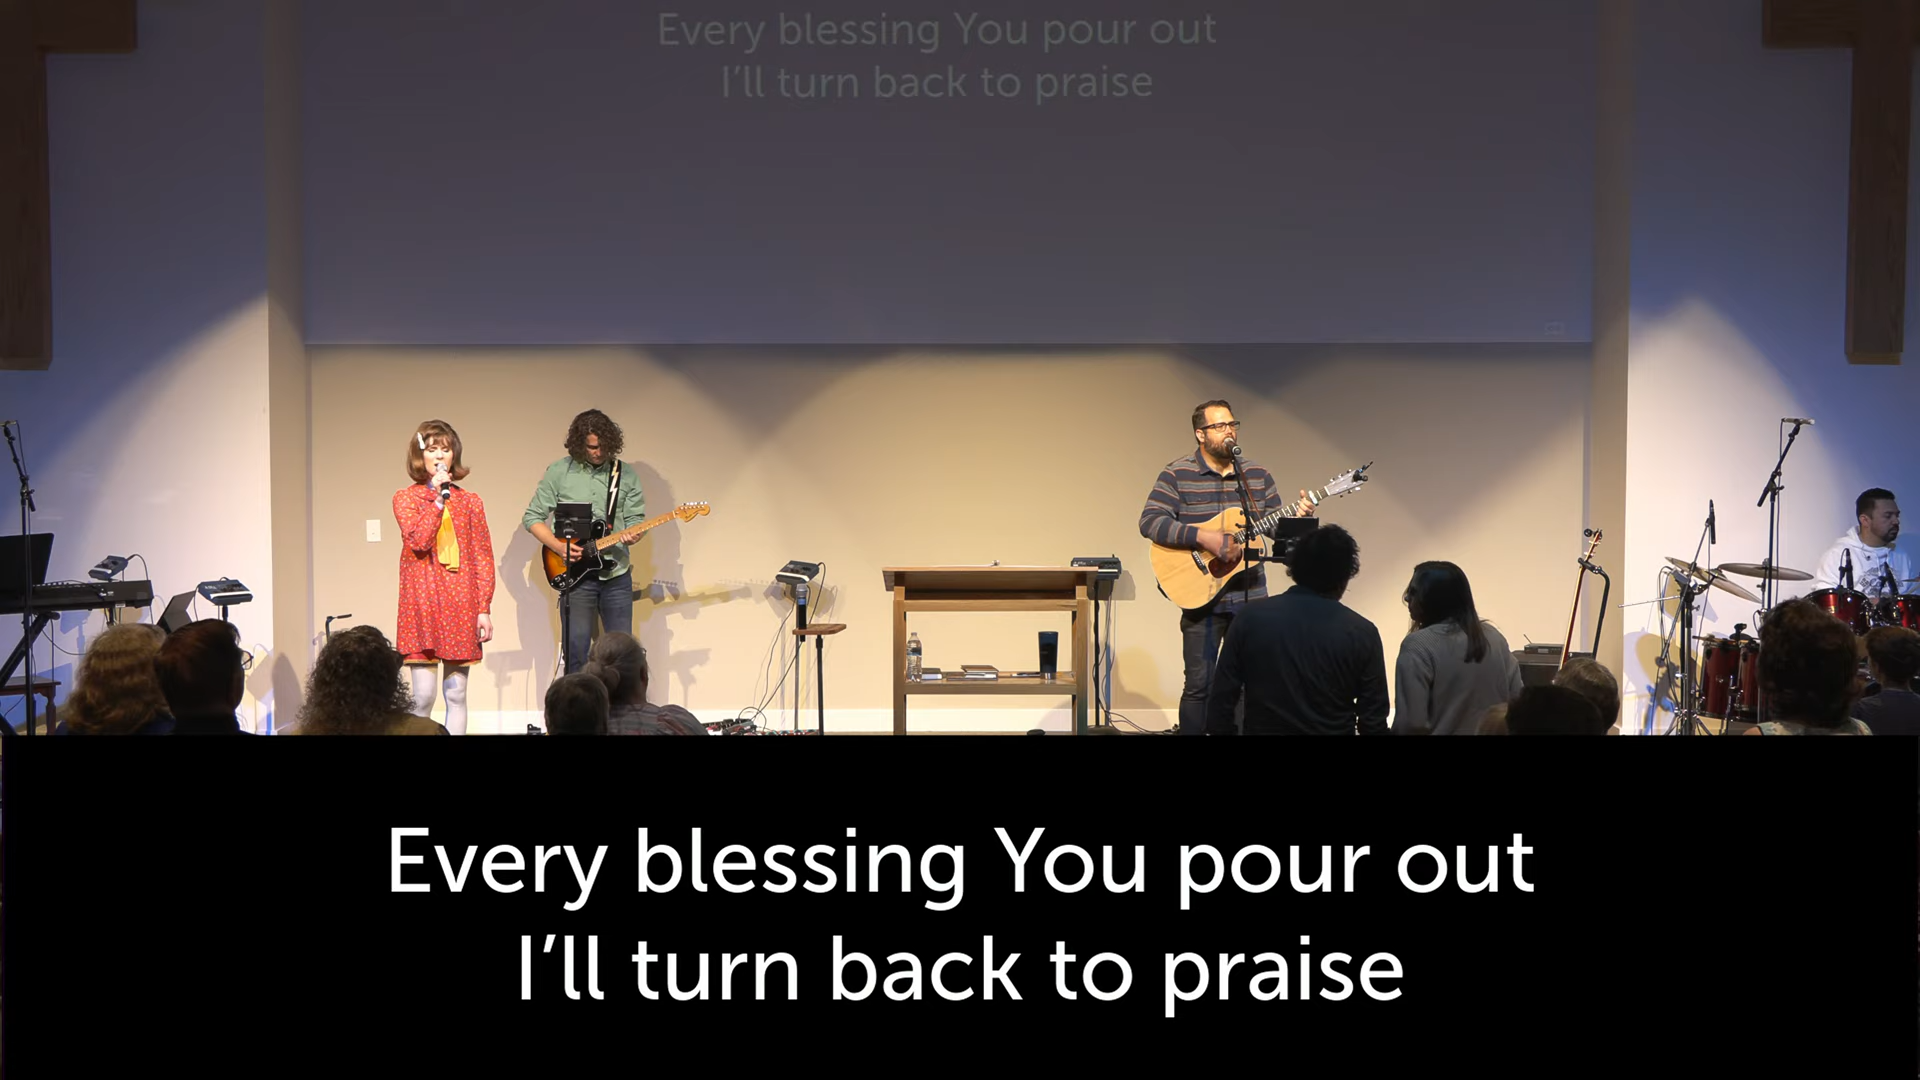 Every blessing You pour out
I'll turn back to praise
Every blessing You pour out
I’ll turn back to praise